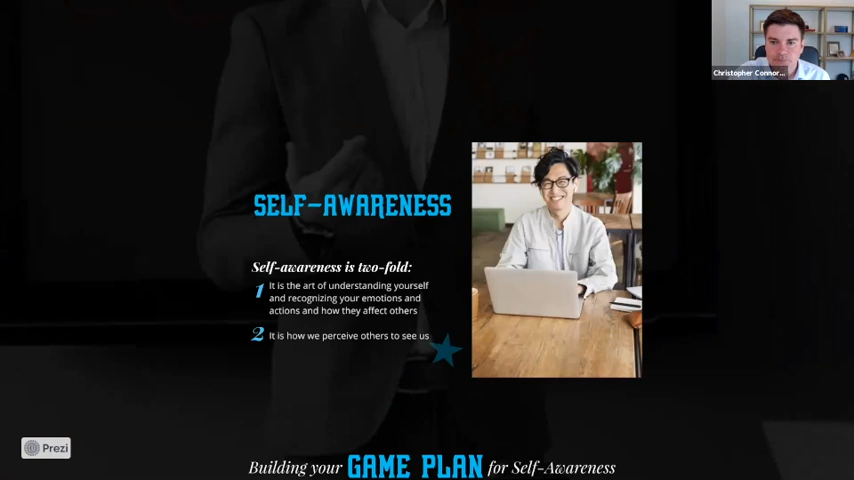 Christopher Connor...
SELF-AWARENESS
Self-awareness is two-fold:
1 It is the art of understanding yourself
and recognizing your emotions and
actions and how they affect others
2 It is how we perceive others to see us
Prezi
Building your GAME PLAN for Self-Awareness